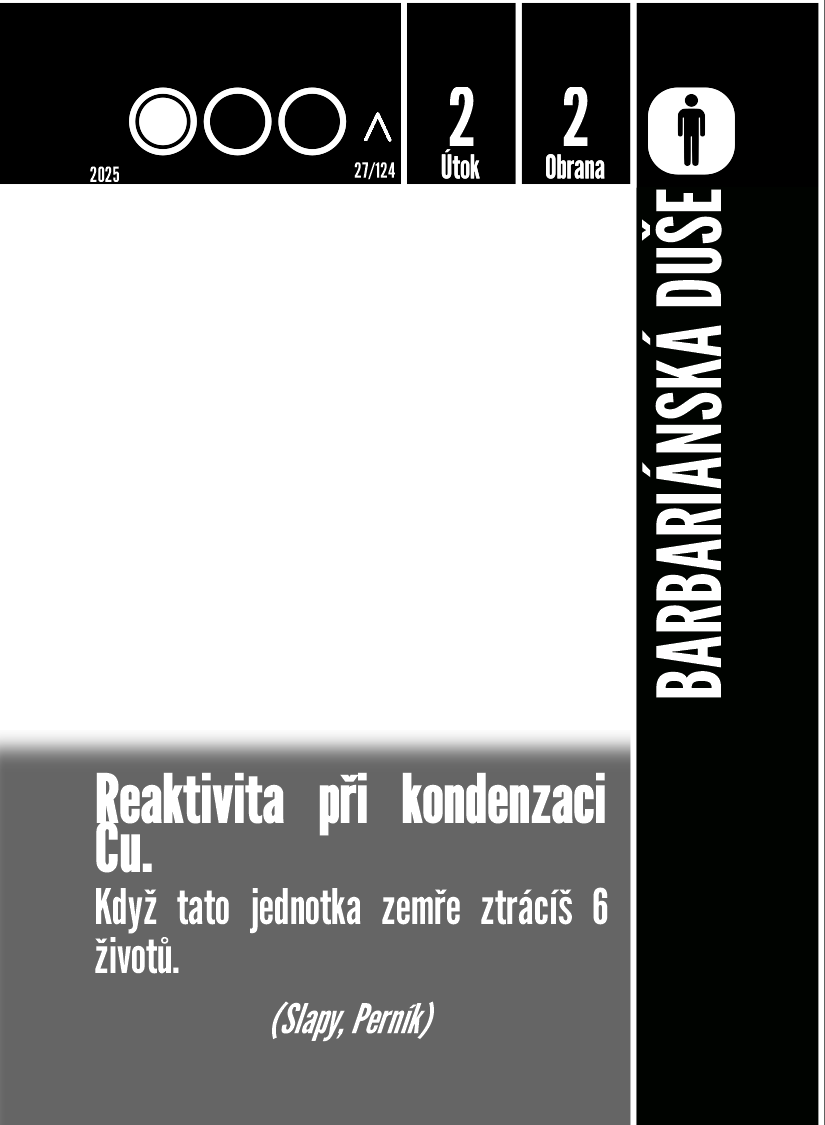 2025
27/124
2
Útok
2
Obrana
BARBARIÁNSKÁ DUŠE
Reaktivita při kondenzaci
Cu.
Když tato jednotka zemře ztrácíš 6
životů.
(Slapy, Perník)